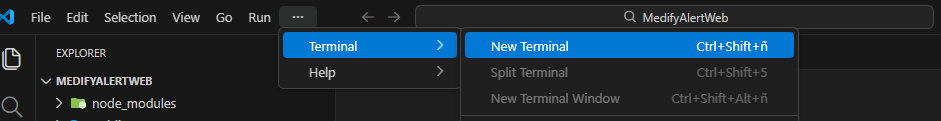 File Edit Selection View Go Run ··· MedifyAlertWeb
EXPLORER
Terminal
New Terminal Ctrl+Shift+ñ
MEDIFYALERTWEB
Help
Split Terminal Ctrl+Shift+5
node_modules
New Terminal Window Ctrl+Shift+Alt+ñ